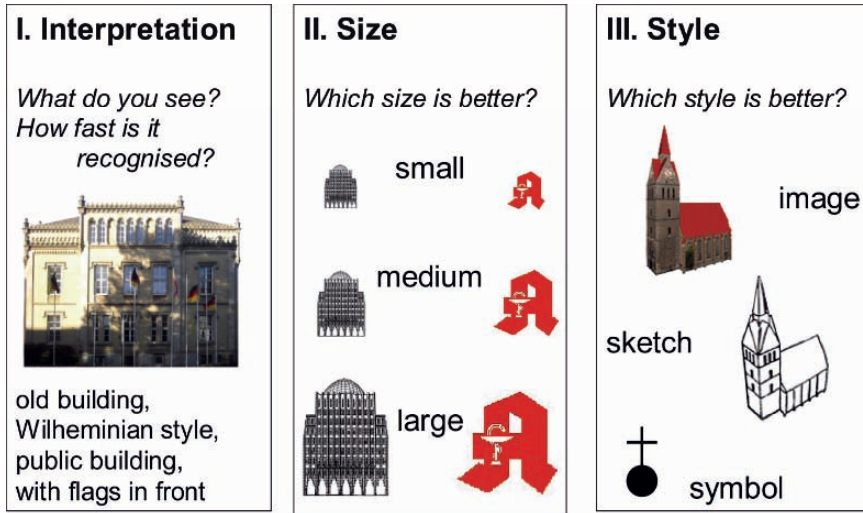 I. Interpretation
What do you see?
How fast is it
recognised?
old building,
Wilheminian style,
public building,
with flags in front
II. Size
Which size is better?
small
medium
large
III. Style
Which style is better?
image
sketch
symbol